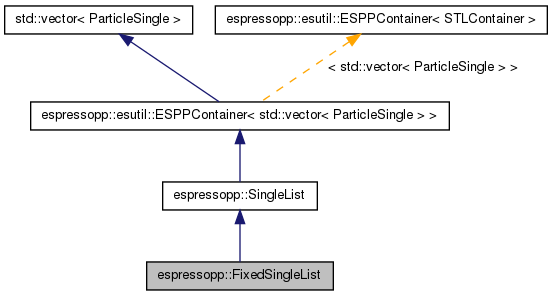 std::vector< ParticleSingle >
espressopp::esutil::ESPPContainer< STLContainer >
< std::vector< ParticleSingle > >
espressopp::esutil::ESPPContainer< std::vector< ParticleSingle > >
espressopp::SingleList
espressopp::FixedSingleList